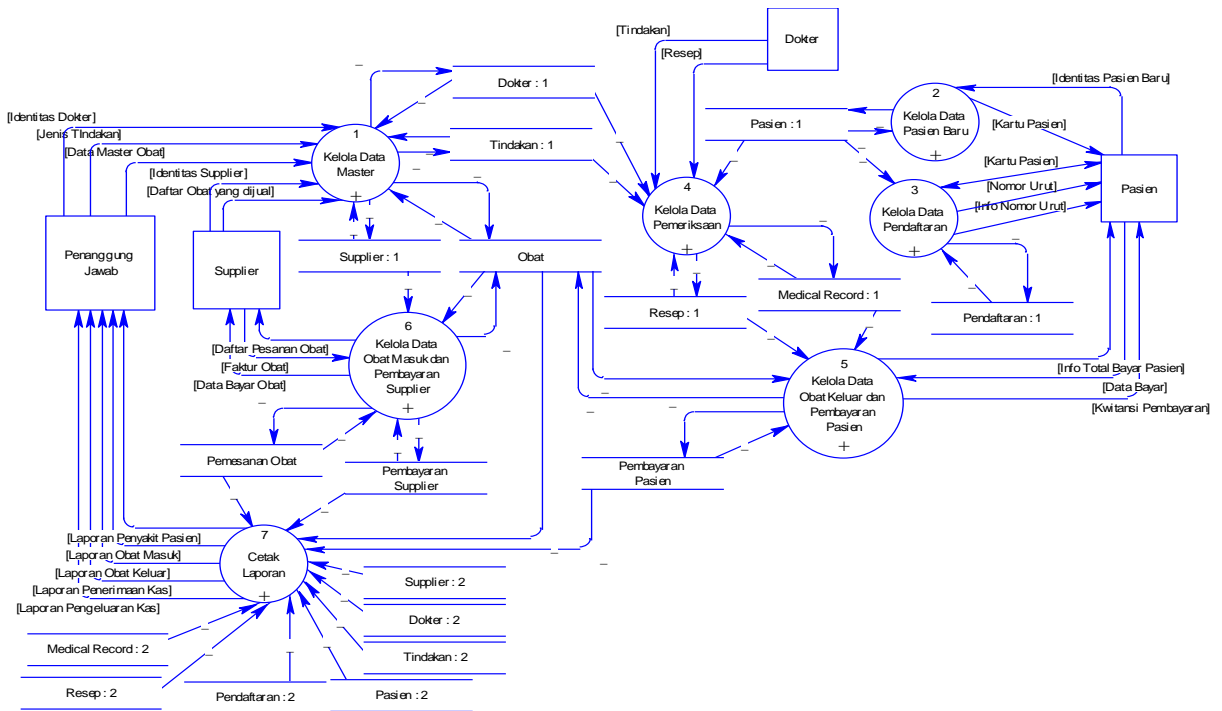 [Tindakan]
Dokter
[Resep]
Dokter : 1
[Identitas Pasien Baru]
2
Kelola Data
Pasien Baru
+
[Identitas Dokter]
[Jenis TIndakan]
[Data Master Obat]
1
Kelola Data
Master
+
Tindakan : 1
Pasien : 1
[Kartu Pasien]
[Identitas Supplier]
[Daftar Obat yang dijual]
4
Kelola Data
Pemeriksaan
+
3
Kelola Data
Pendaftaran
+
[Kartu Pasien]
[Nomor Urut]
[Info Nomor Urut]
Pasien
Penanggung
Jawab
Supplier
Supplier : 1
Obat
Medical Record : 1
Resep : 1
Pendaftaran : 1
6
Kelola Data
Obat Masuk dan
Pembayaran
Supplier
+
[Daftar Pesanan Obat]
[Faktur Obat]
[Data Bayar Obat]
5
Kelola Data
Obat Keluar dan
Pembayaran
Pasien
+
[Info Total Bayar Pasien]
[Data Bayar]
[Kwitansi Pembayaran]
Pemesanan Obat
Pembayaran
Supplier
Pembayaran
Pasien
7
Cetak
Laporan
+
[Laporan Penyakit Pasien]
[Laporan Obat Masuk]
[Laporan Obat Keluar]
[Laporan Penerimaan Kas]
[Laporan Pengeluaran Kas]
Supplier : 2
Dokter : 2
Tindakan : 2
Medical Record : 2
Resep : 2
Pendaftaran : 2
Pasien : 2